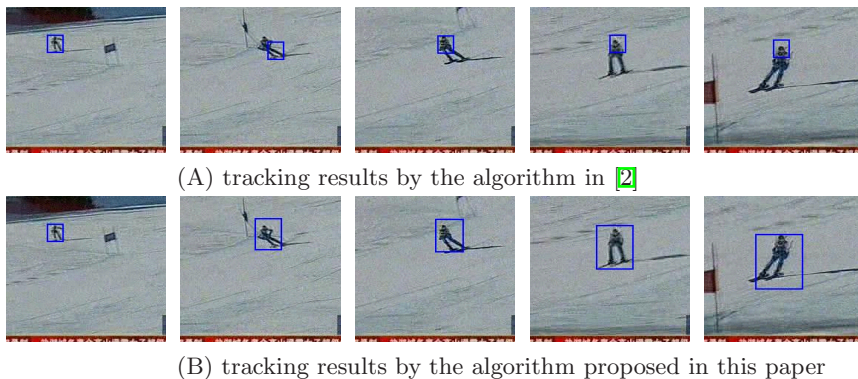 (A) tracking results by the algorithm in [2]
(B) tracking results by the algorithm proposed in this paper